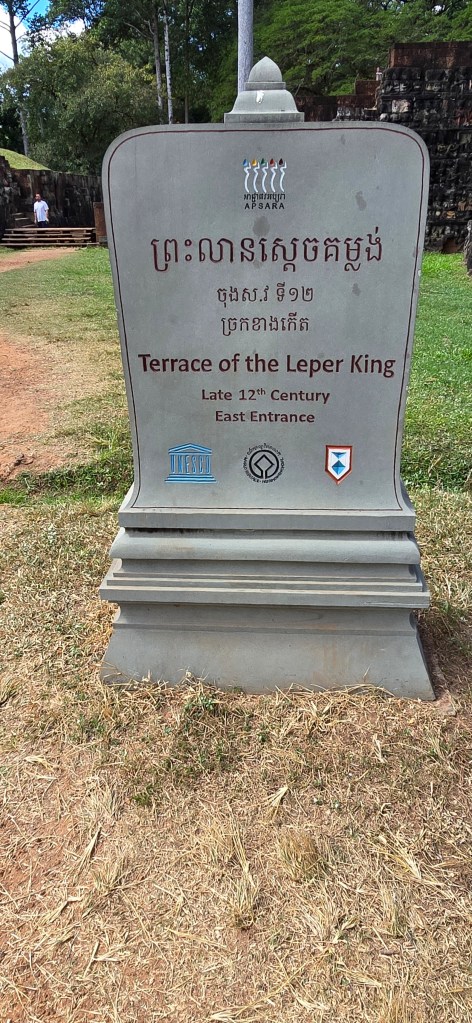 អាជ្ញាធរអប្សរា
APSARA
ព្រះលានស្តេចគម្លង់
ចុងស.វ ទី១២
ច្រកខាងកើត
Terrace of the Leper King
Late 12th Century
East Entrance
UNESCO